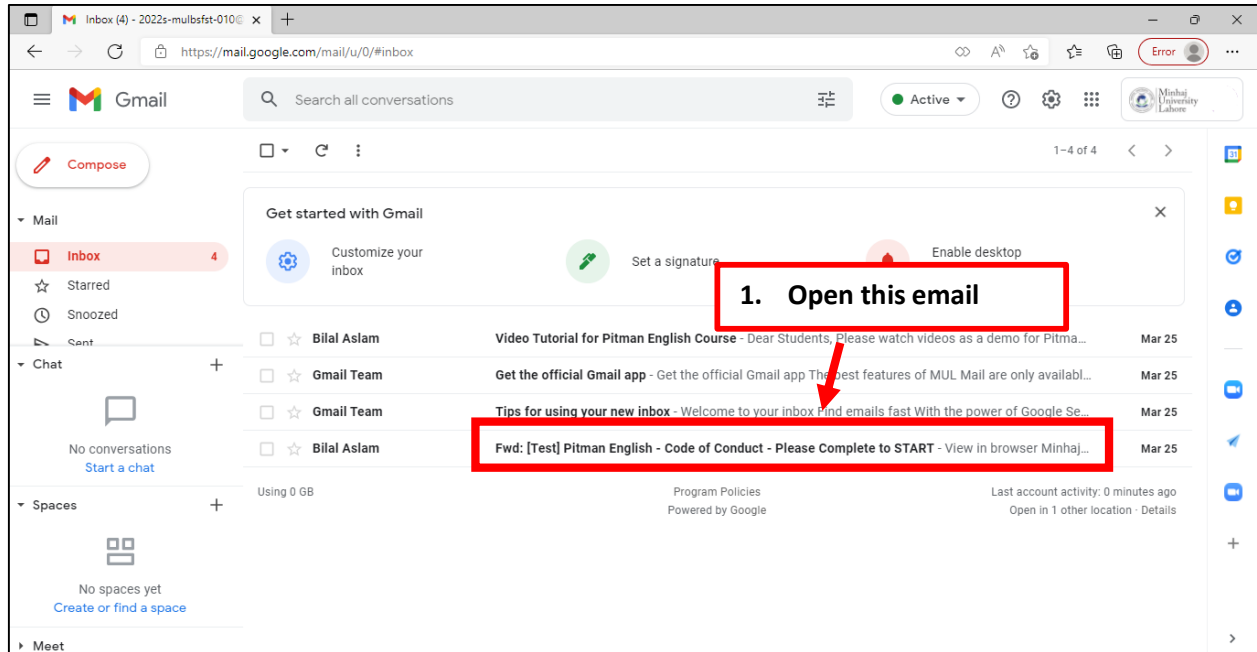 Inbox (4) - 2022s-mulbsfst-010@
https://mail.google.com/mail/u/0/#inbox
Error
Gmail
Search all conversations
Active
Minhaj
University
Lahore
Compose
1–4 of 4
31
Mail
Get started with Gmail
Inbox 4
Customize your
inbox
Set a signature
Enable desktop
Starred
Snoozed
Sent
1. Open this email
Bilal Aslam Video Tutorial for Pitman English Course - Dear Students, Please watch videos as a demo for Pitma... Mar 25
Chat
Gmail Team Get the official Gmail app - Get the official Gmail app The best features of MUL Mail are only availabl... Mar 25
Gmail Team Tips for using your new inbox - Welcome to your inbox Find emails fast With the power of Google Se... Mar 25
Bilal Aslam Fwd: [Test] Pitman English - Code of Conduct - Please Complete to START - View in browser Minhaj... Mar 25
No conversations
Start a chat
Using 0 GB
Program Policies
Powered by Google
Last account activity: 0 minutes ago
Open in 1 other location · Details
Spaces
No spaces yet
Create or find a space
Meet